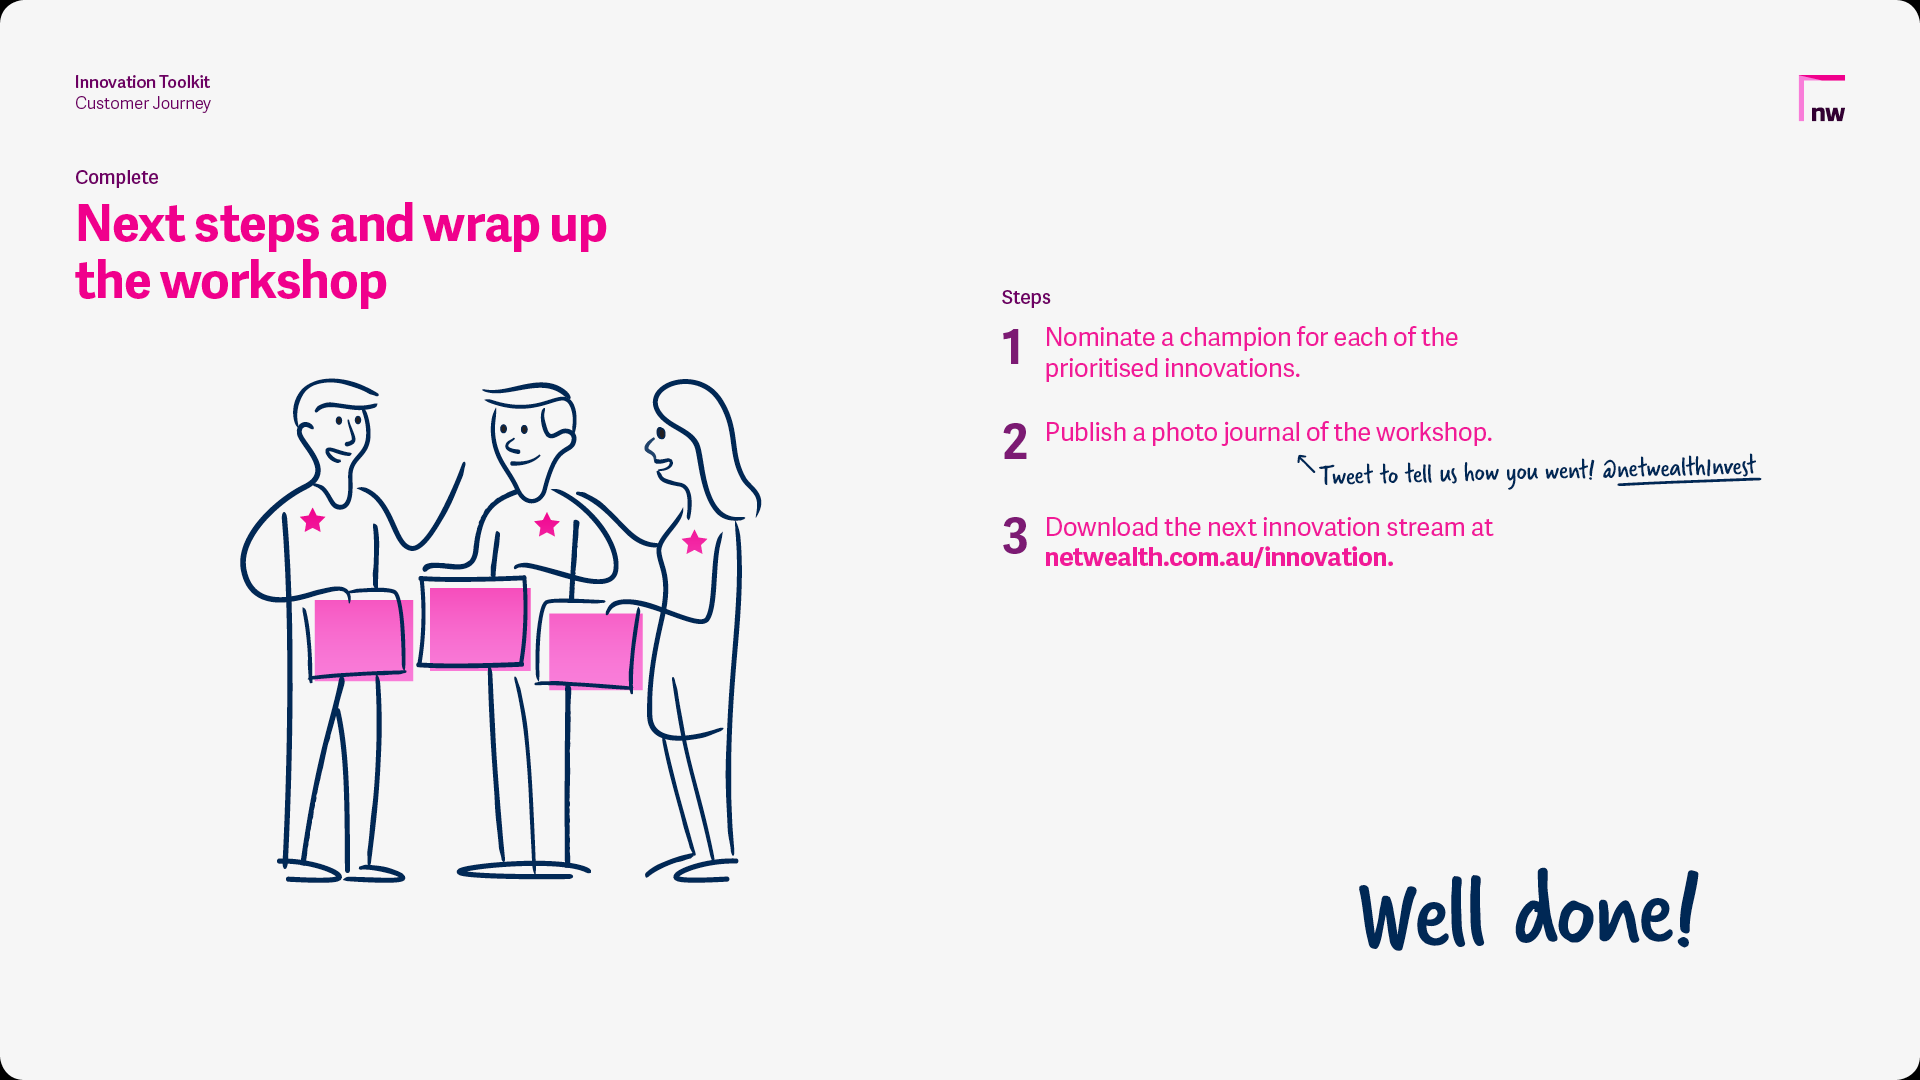 Innovation Toolkit
Customer Journey
nw
Complete
Next steps and wrap up
the workshop
Steps
1 Nominate a champion for each of the
prioritised innovations.
2 Publish a photo journal of the workshop.
Tweet to tell us how you went! @netwealthInvest
3 Download the next innovation stream at
netwealth.com.au/innovation.
Well done!